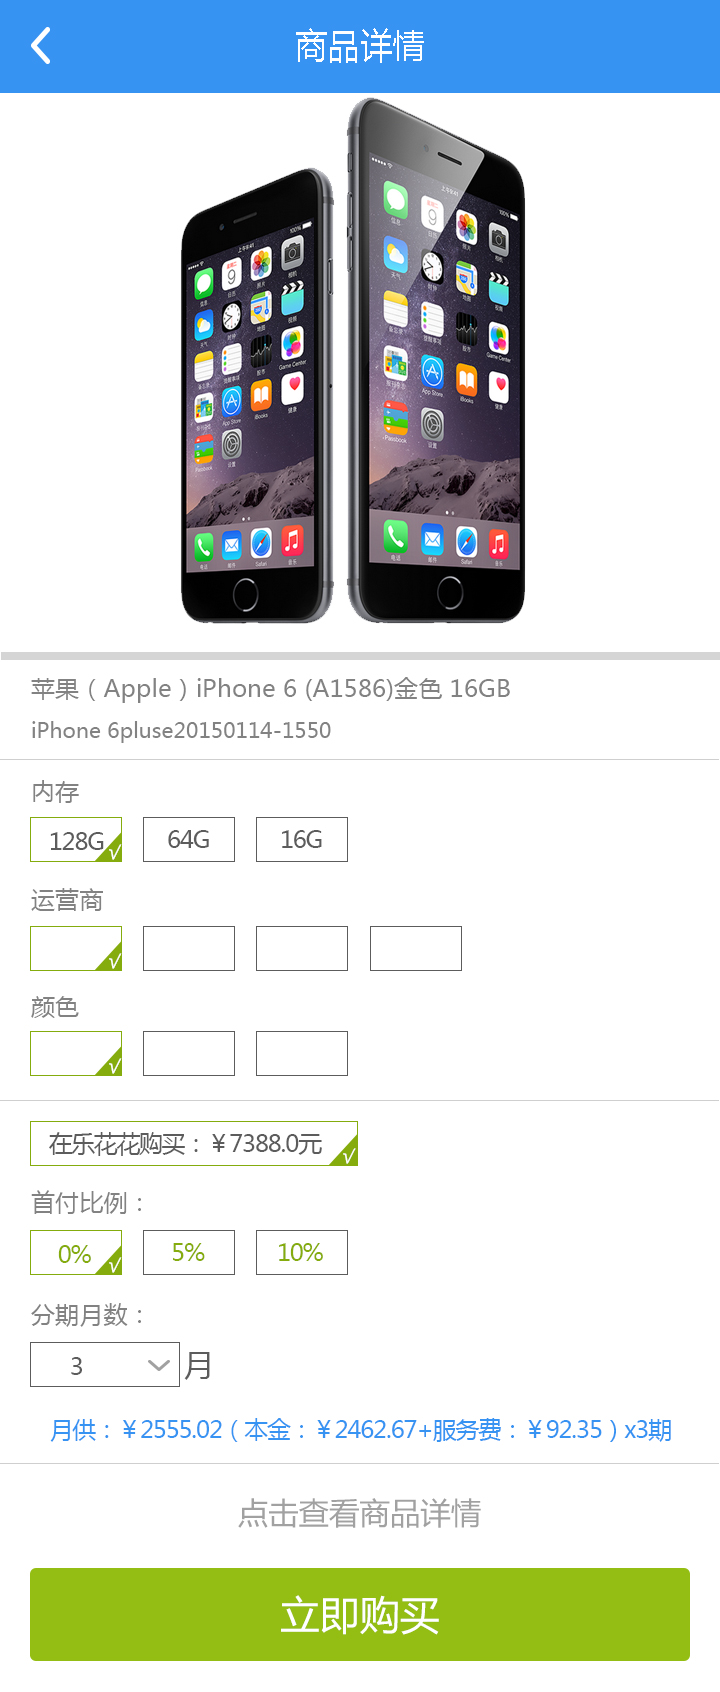 商品详情
苹果（Apple）iPhone 6 (A1586)金色 16GB
iPhone 6pluse20150114-1550
内存
128G √ 64G 16G
运营商
√
颜色
√
在乐花花购买：￥7388.0元 √
首付比例：
0% √ 5% 10%
分期月数：
3 月
月供：￥2555.02（本金：￥2462.67+服务费：￥92.35）x3期
点击查看商品详情
立即购买